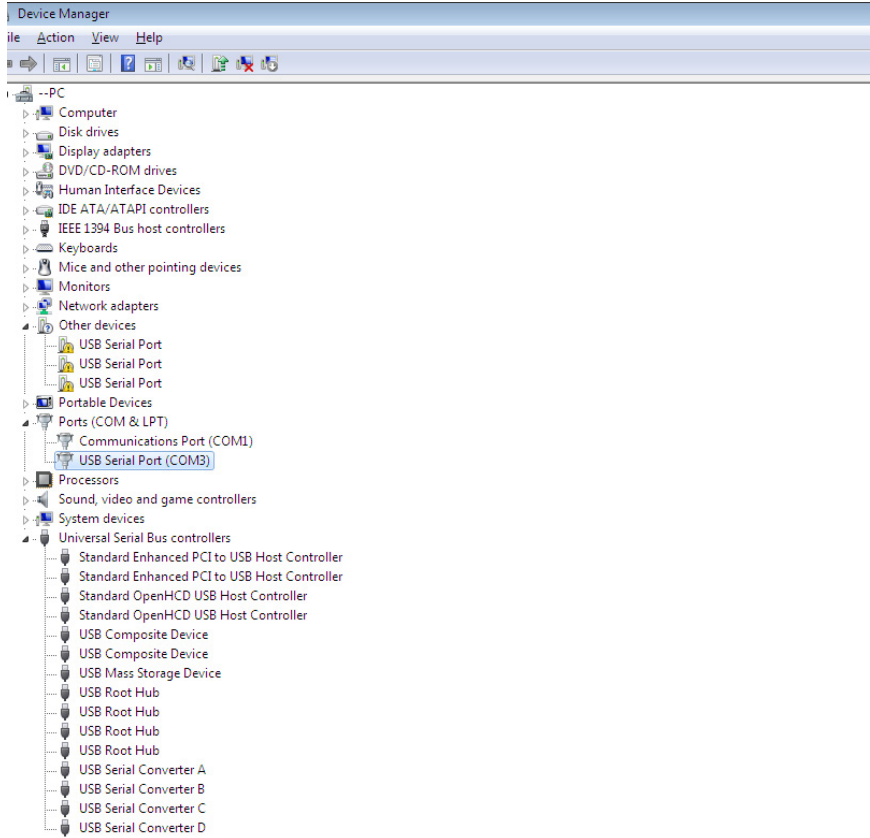 Device Manager
ile Action View Help
--PC
Computer
Disk drives
Display adapters
DVD/CD-ROM drives
Human Interface Devices
IDE ATA/ATAPI controllers
IEEE 1394 Bus host controllers
Keyboards
Mice and other pointing devices
Monitors
Network adapters
Other devices
USB Serial Port
USB Serial Port
USB Serial Port
Portable Devices
Ports (COM & LPT)
Communications Port (COM1)
USB Serial Port (COM3)
Processors
Sound, video and game controllers
System devices
Universal Serial Bus controllers
Standard Enhanced PCI to USB Host Controller
Standard Enhanced PCI to USB Host Controller
Standard OpenHCD USB Host Controller
Standard OpenHCD USB Host Controller
USB Composite Device
USB Composite Device
USB Mass Storage Device
USB Root Hub
USB Root Hub
USB Root Hub
USB Root Hub
USB Serial Converter A
USB Serial Converter B
USB Serial Converter C
USB Serial Converter D